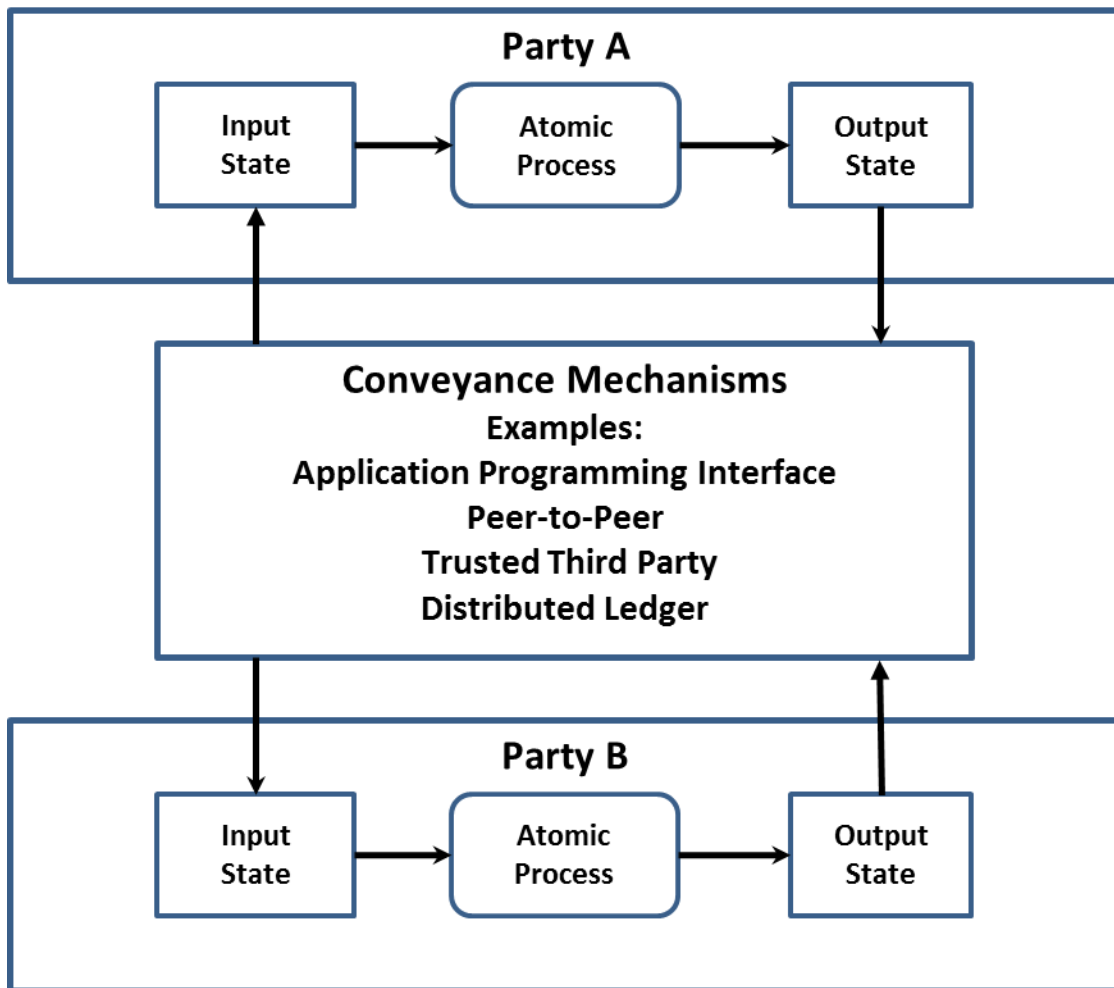 Party A
Input
State
Atomic
Process
Output
State
Conveyance Mechanisms
Examples:
Application Programming Interface
Peer-to-Peer
Trusted Third Party
Distributed Ledger
Party B
Input
State
Atomic
Process
Output
State